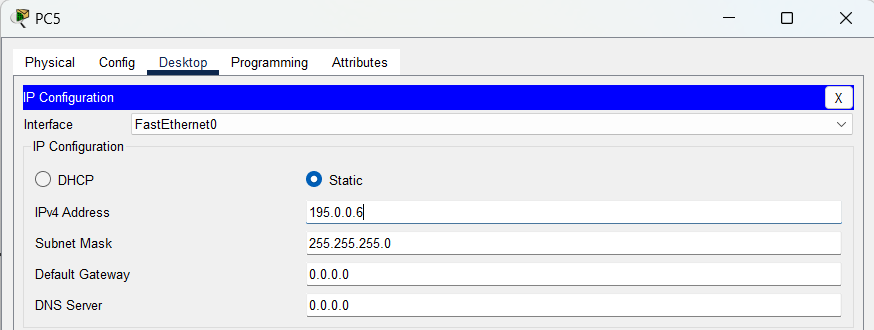 PC5
Physical Config Desktop Programming Attributes
IP Configuration X
Interface FastEthernet0
IP Configuration
DHCP Static
IPv4 Address 195.0.0.6
Subnet Mask 255.255.255.0
Default Gateway 0.0.0.0
DNS Server 0.0.0.0